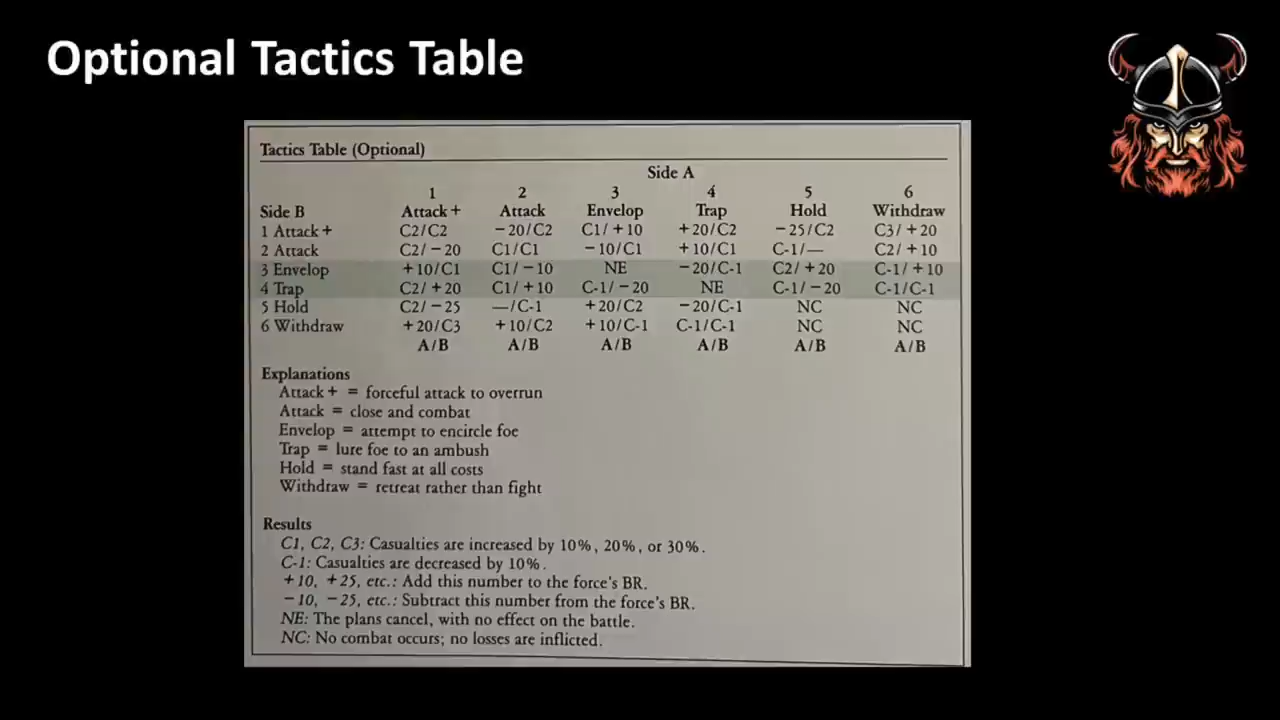 Optional Tactics Table
Tactics Table (Optional)
Side A
1 2 3 4 5 6
Side B Attack + Attack Envelop Trap Hold Withdraw
1 Attack + C2/C2 −20/C2 C1/ +10 +20/C2 −25/C2 C3/ +20
2 Attack C2/ −20 C1/C1 −10/C1 +10/C1 C-1/— C2/ +10
3 Envelop +10/C1 C1/ −10 NE −20/C-1 C2/ +20 C-1/ +10
4 Trap C2/ +20 C1/ +10 C-1/ −20 NE C-1/ −20 C-1/C-1
5 Hold C2/ −25 —/C-1 +20/C2 −20/C-1 NC NC
6 Withdraw +20/C3 +10/C2 +10/C-1 C-1/C-1 NC NC
A/B A/B A/B A/B A/B A/B
Explanations
Attack + = forceful attack to overrun
Attack = close and combat
Envelop = attempt to encircle foe
Trap = lure foe to an ambush
Hold = stand fast at all costs
Withdraw = retreat rather than fight
Results
C1, C2, C3: Casualties are increased by 10%, 20%, or 30%.
C-1: Casualties are decreased by 10%.
+10, +25, etc.: Add this number to the force's BR.
−10, −25, etc.: Subtract this number from the force's BR.
NE: The plans cancel, with no effect on the battle.
NC: No combat occurs; no losses are inflicted.